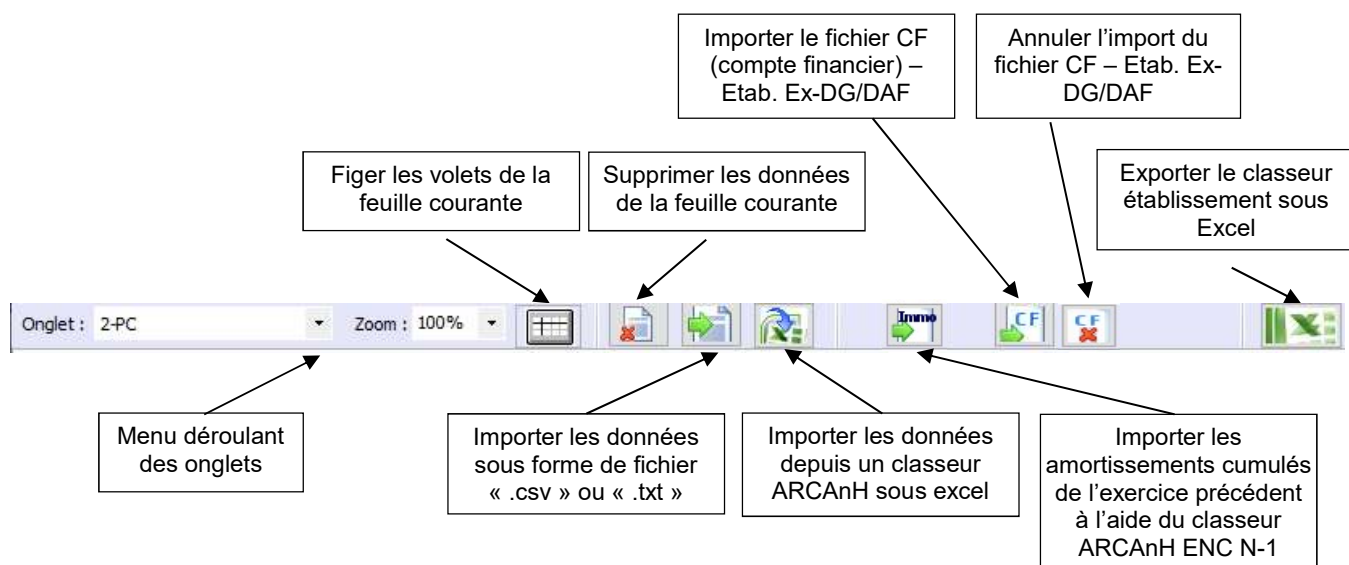 Importer le fichier CF
(compte financier) –
Etab. Ex-DG/DAF
Annuler l’import du
fichier CF – Etab. Ex-
DG/DAF
Figer les volets de la
feuille courante
Supprimer les données
de la feuille courante
Exporter le classeur
établissement sous
Excel
Onglet : 2-PC Zoom : 100% Immo CF CF
Menu déroulant
des onglets
Importer les données
sous forme de fichier
« .csv » ou « .txt »
Importer les données
depuis un classeur
ARCAnH sous excel
Importer les
amortissements cumulés
de l’exercice précédent
à l’aide du classeur
ARCAnH ENC N-1